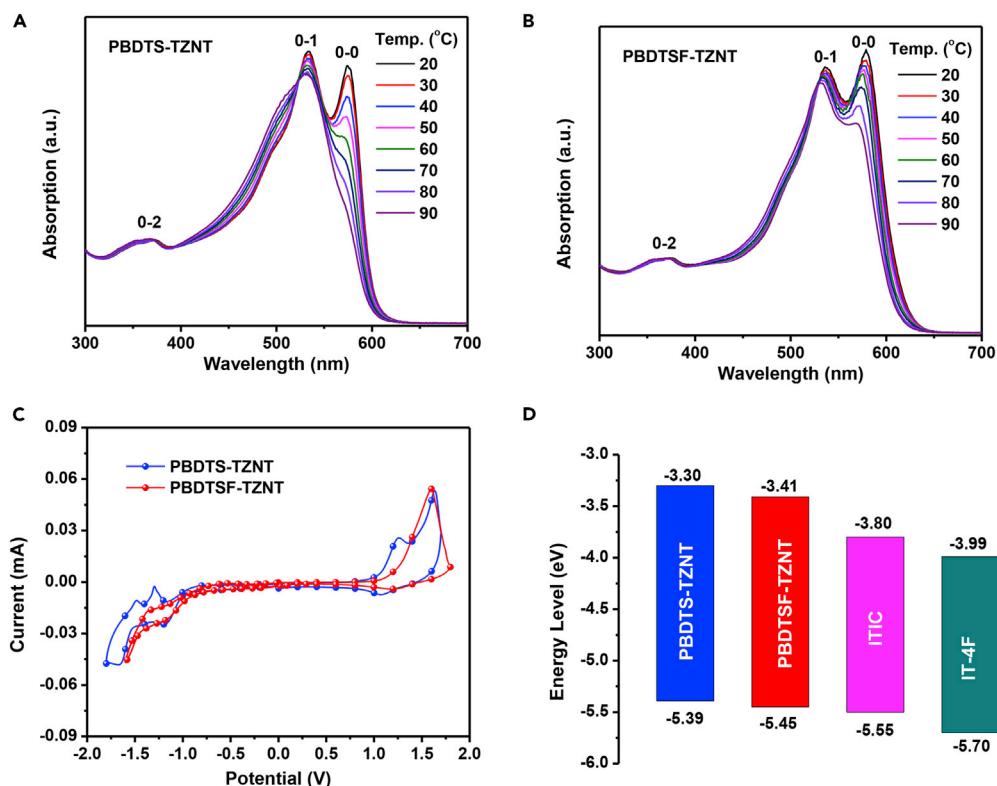 A
PBDTS-TZNT
0-1
0-0
0-2
Temp. (°C)
20
30
40
50
60
70
80
90
Absorption (a.u.)
300 400 500 600 700
Wavelength (nm)
B
PBDTSF-TZNT
0-1
0-0
0-2
Temp. (°C)
20
30
40
50
60
70
80
90
Absorption (a.u.)
300 400 500 600 700
Wavelength (nm)
C
PBDTS-TZNT
PBDTSF-TZNT
Current (mA)
0.09
0.06
0.03
0.00
-0.03
-0.06
-0.09
-2.0 -1.5 -1.0 -0.5 0.0 0.5 1.0 1.5 2.0
Potential (V)
D
Energy Level (eV)
-3.0
-3.5
-4.0
-4.5
-5.0
-5.5
-6.0
-3.30
PBDTS-TZNT
-5.39
-3.41
PBDTSF-TZNT
-5.45
-3.80
ITIC
-5.55
-3.99
IT-4F
-5.70